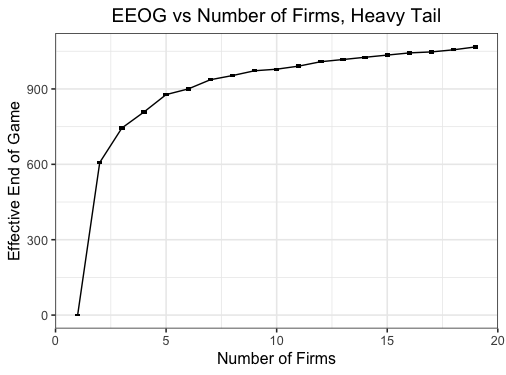 EEOG vs Number of Firms, Heavy Tail
Effective End of Game
900
600
300
0
0 5 10 15 20
Number of Firms